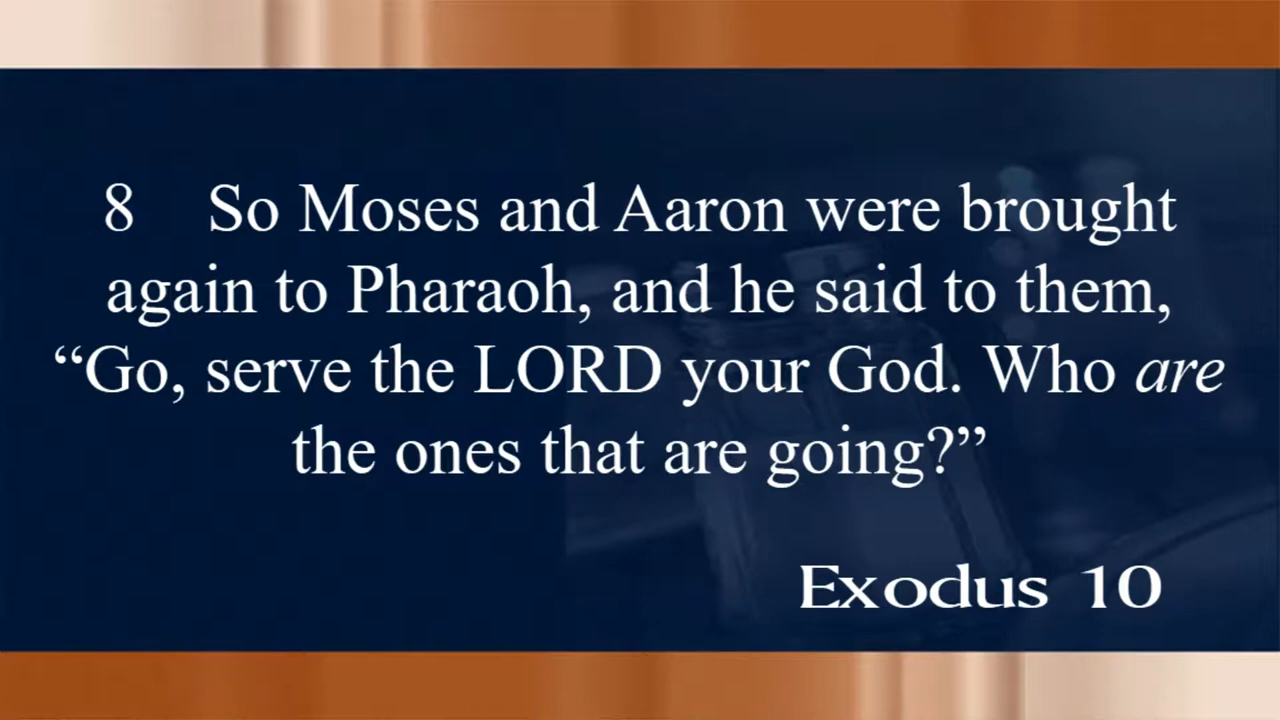 8 So Moses and Aaron were brought
again to Pharaoh, and he said to them,
“Go, serve the LORD your God. Who are
the ones that are going?”
Exodus 10